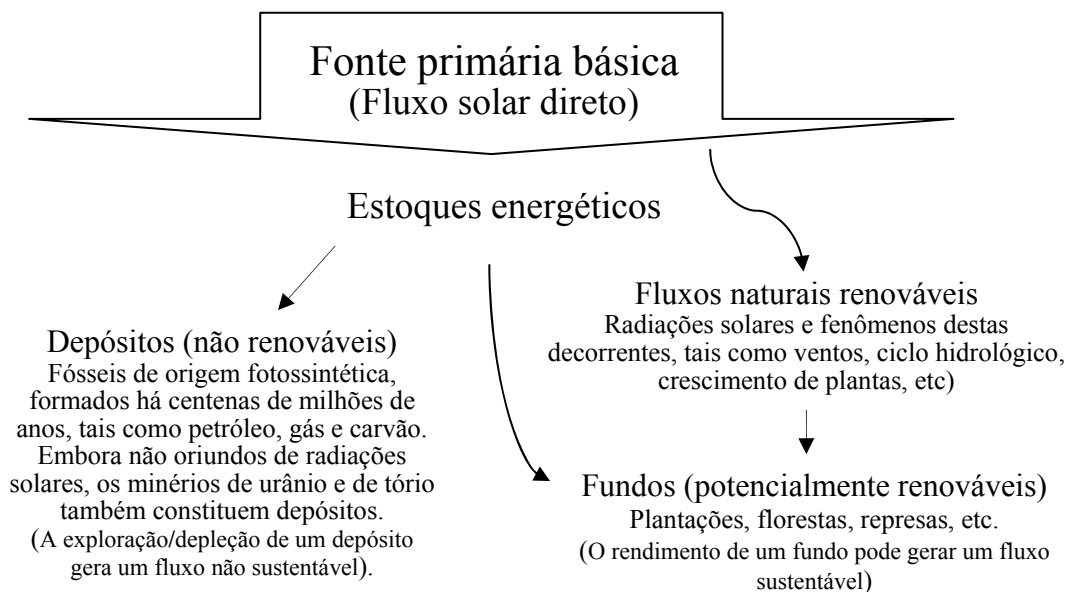 Fonte primária básica
(Fluxo solar direto)
Estoques energéticos
Depósitos (não renováveis)
Fósseis de origem fotossintética,
formados há centenas de milhões de
anos, tais como petróleo, gás e carvão.
Embora não oriundos de radiações
solares, os minérios de urânio e de tório
também constituem depósitos.
(A exploração/depleção de um depósito
gera um fluxo não sustentável).
Fluxos naturais renováveis
Radiações solares e fenômenos destas
decorrentes, tais como ventos, ciclo hidrológico,
crescimento de plantas, etc)
Fundos (potencialmente renováveis)
Plantações, florestas, represas, etc.
(O rendimento de um fundo pode gerar um fluxo
sustentável)